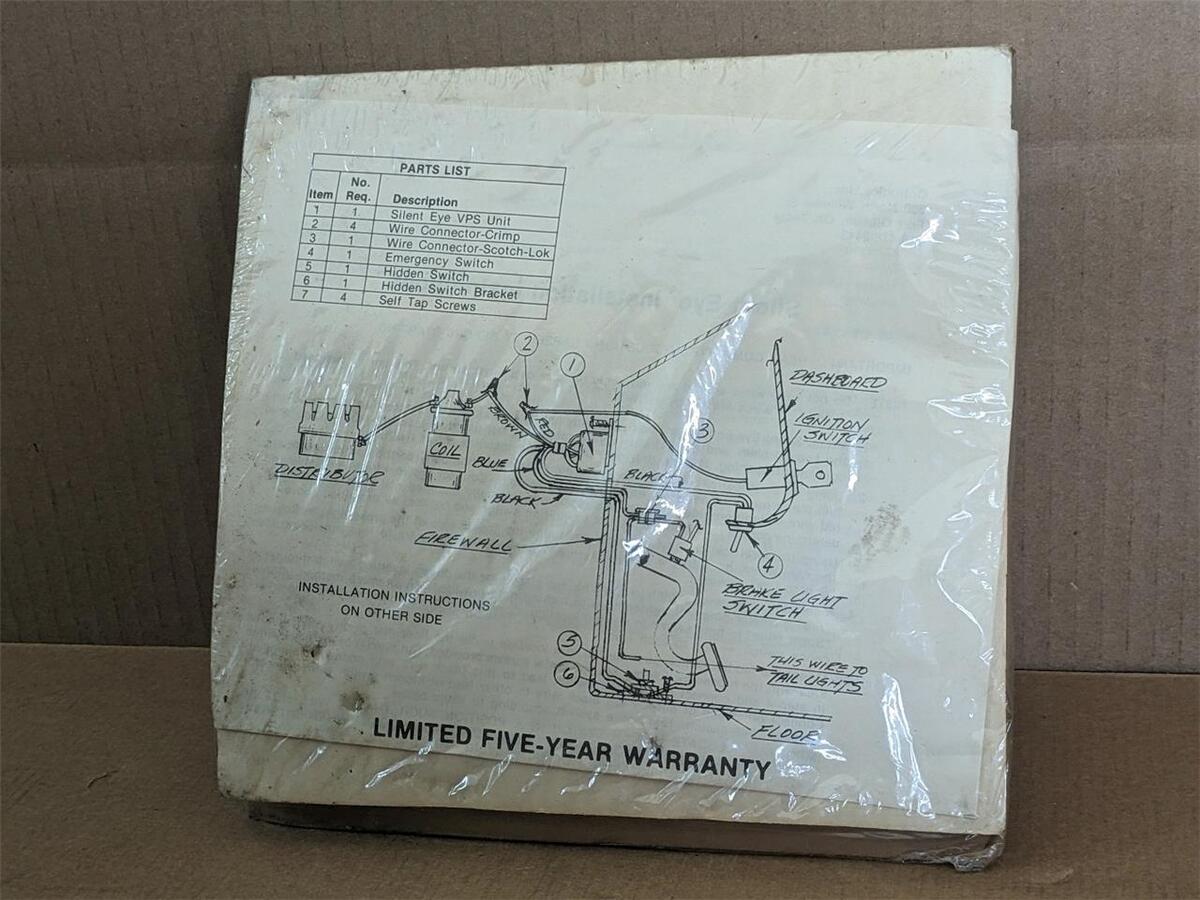 PARTS LIST
Item No. Req. Description
1 1 Silent Eye VPS Unit
2 4 Wire Connector-Crimp
3 1 Wire Connector-Scotch-Lok
4 1 Emergency Switch
5 1 Hidden Switch
6 1 Hidden Switch Bracket
7 4 Self Tap Screws
2
1
DASHBOARD
IGNITION
SWITCH
3
BROWN
RED
COIL
BLUE
BLACK
DISTRIBUTOR
BLACK
FIREWALL
4
BRAKE LIGHT
SWITCH
INSTALLATION INSTRUCTIONS
ON OTHER SIDE
5
6
THIS WIRE TO
TAIL LIGHTS
FLOOR
LIMITED FIVE-YEAR WARRANTY